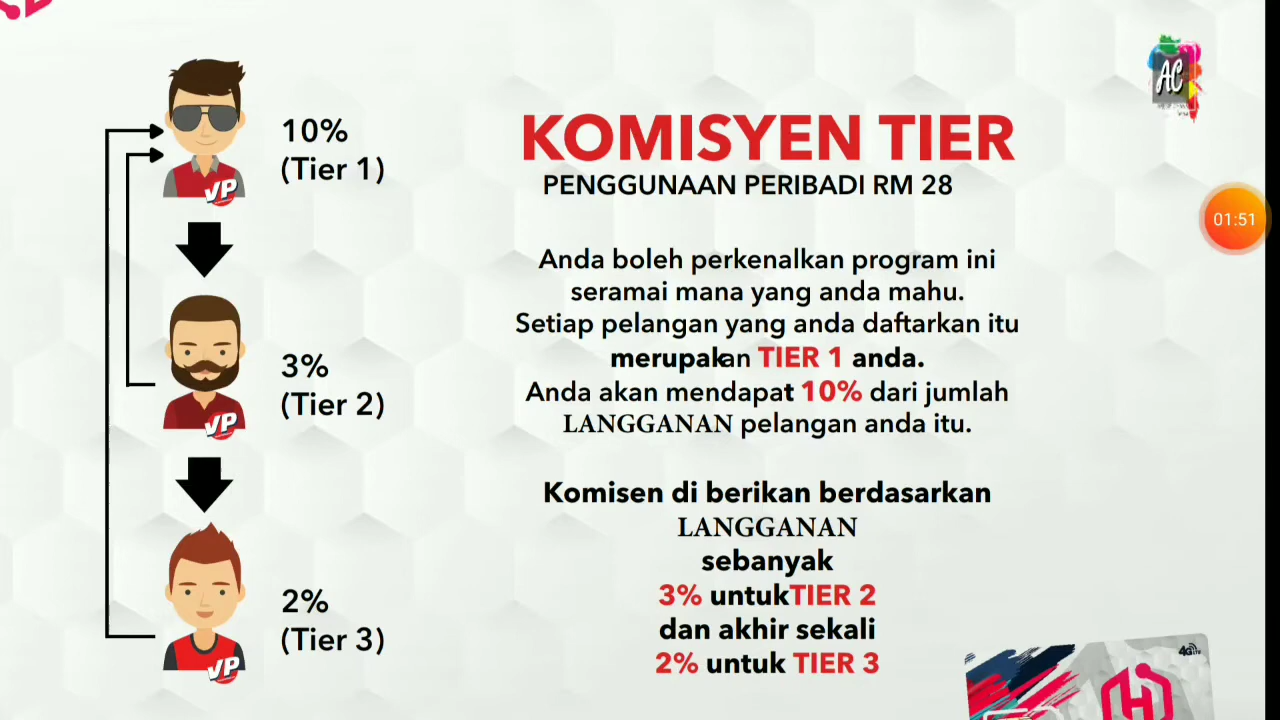 10%
(Tier 1)
VP
3%
(Tier 2)
VP
2%
(Tier 3)
VP
KOMISYEN TIER
PENGGUNAAN PERIBADI RM 28
Anda boleh perkenalkan program ini
seramai mana yang anda mahu.
Setiap pelangan yang anda daftarkan itu
merupakan TIER 1 anda.
Anda akan mendapat 10% dari jumlah
LANGGANAN pelangan anda itu.
Komisen di berikan berdasarkan
LANGGANAN
sebanyak
3% untukTIER 2
dan akhir sekali
2% untuk TIER 3
AC
01:51
4G LTE